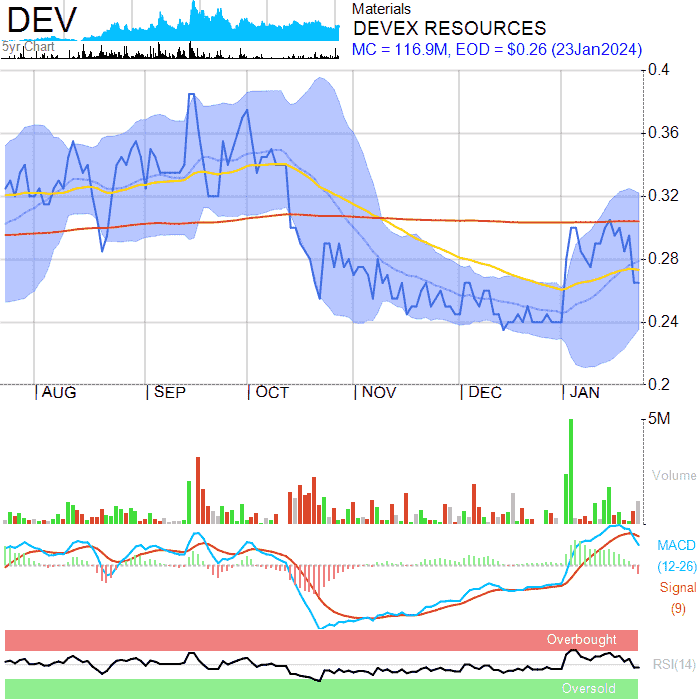 DEV
Materials
DEVEX RESOURCES
MC = 116.9M, EOD = $0.26 (23Jan2024)
5yr Chart
0.4
0.36
0.32
0.28
0.24
0.2
AUG SEP OCT NOV DEC JAN
5M
Volume
MACD
(12-26)
Signal
(9)
Overbought
RSI(14)
Oversold